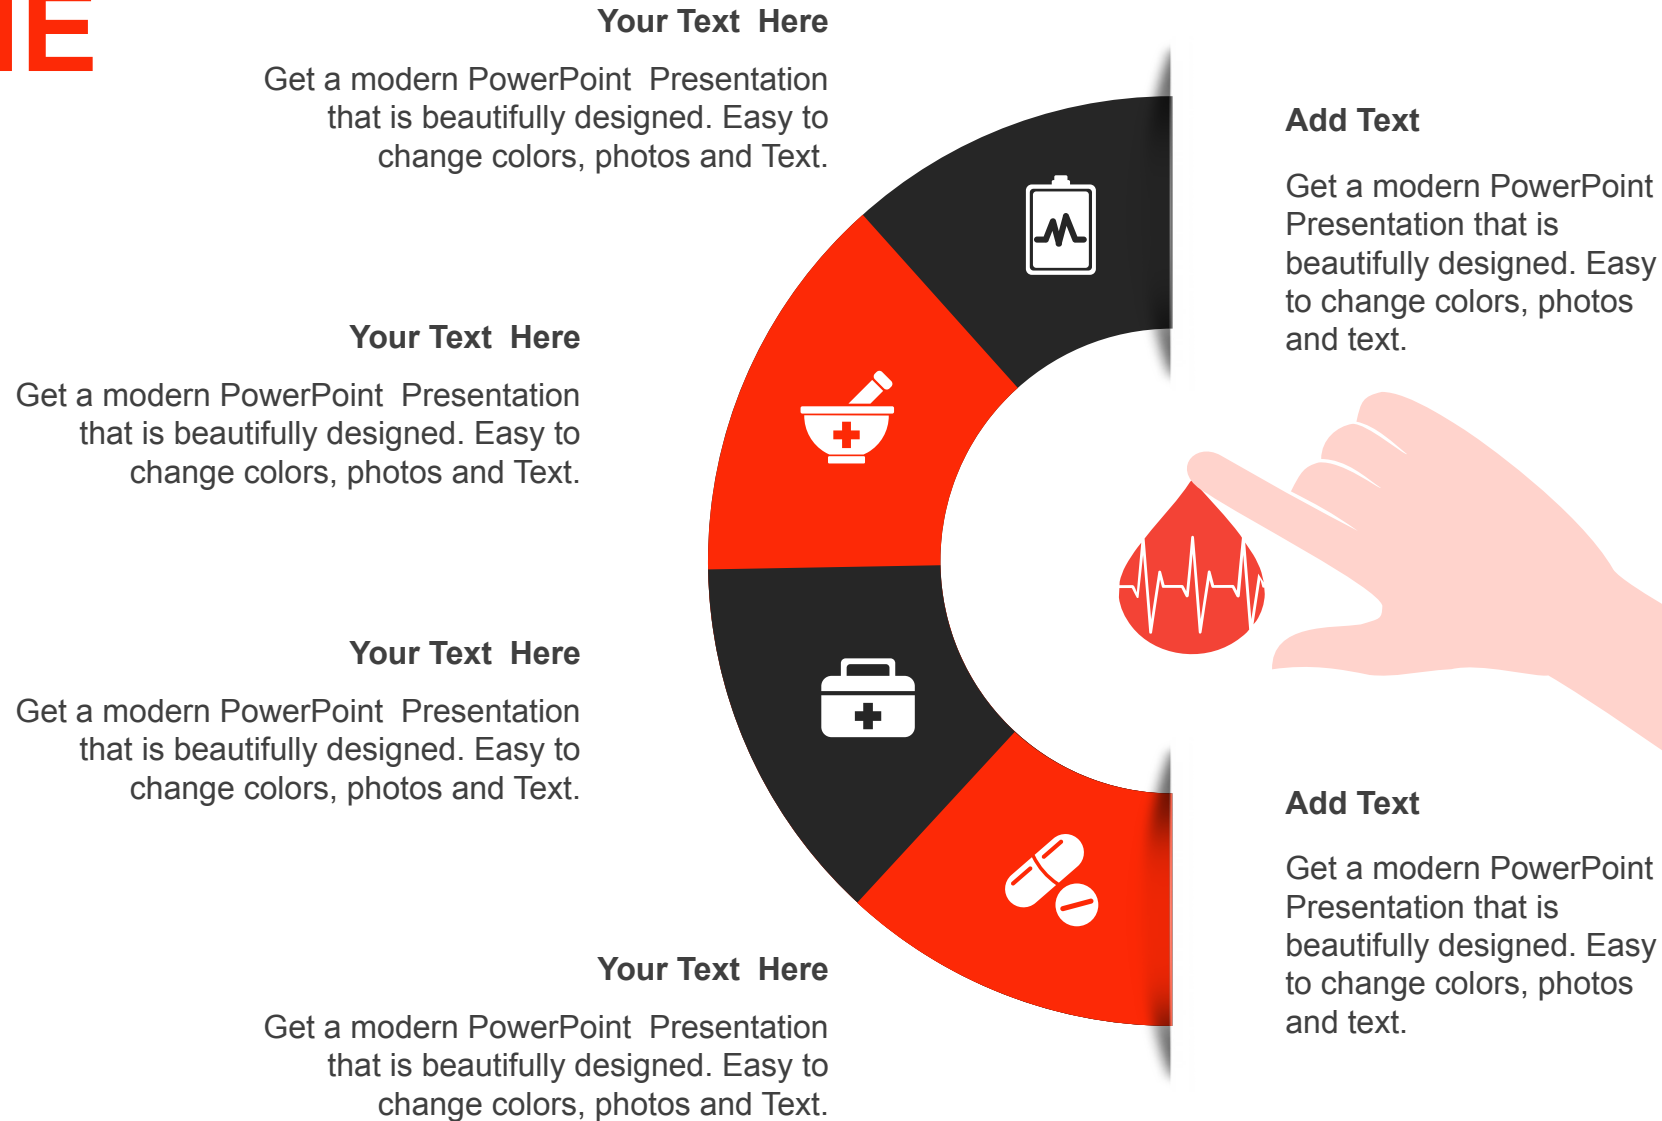 Your Text  Here
Get a modern PowerPoint  Presentation
that is beautifully designed. Easy to
change colors, photos and Text.
Your Text  Here
Get a modern PowerPoint  Presentation
that is beautifully designed. Easy to
change colors, photos and Text.
Your Text  Here
Get a modern PowerPoint  Presentation
that is beautifully designed. Easy to
change colors, photos and Text.
Your Text  Here
Get a modern PowerPoint  Presentation
that is beautifully designed. Easy to
change colors, photos and Text.
Add Text
Get a modern PowerPoint
Presentation that is
beautifully designed. Easy
to change colors, photos
and text.
Add Text
Get a modern PowerPoint
Presentation that is
beautifully designed. Easy
to change colors, photos
and text.